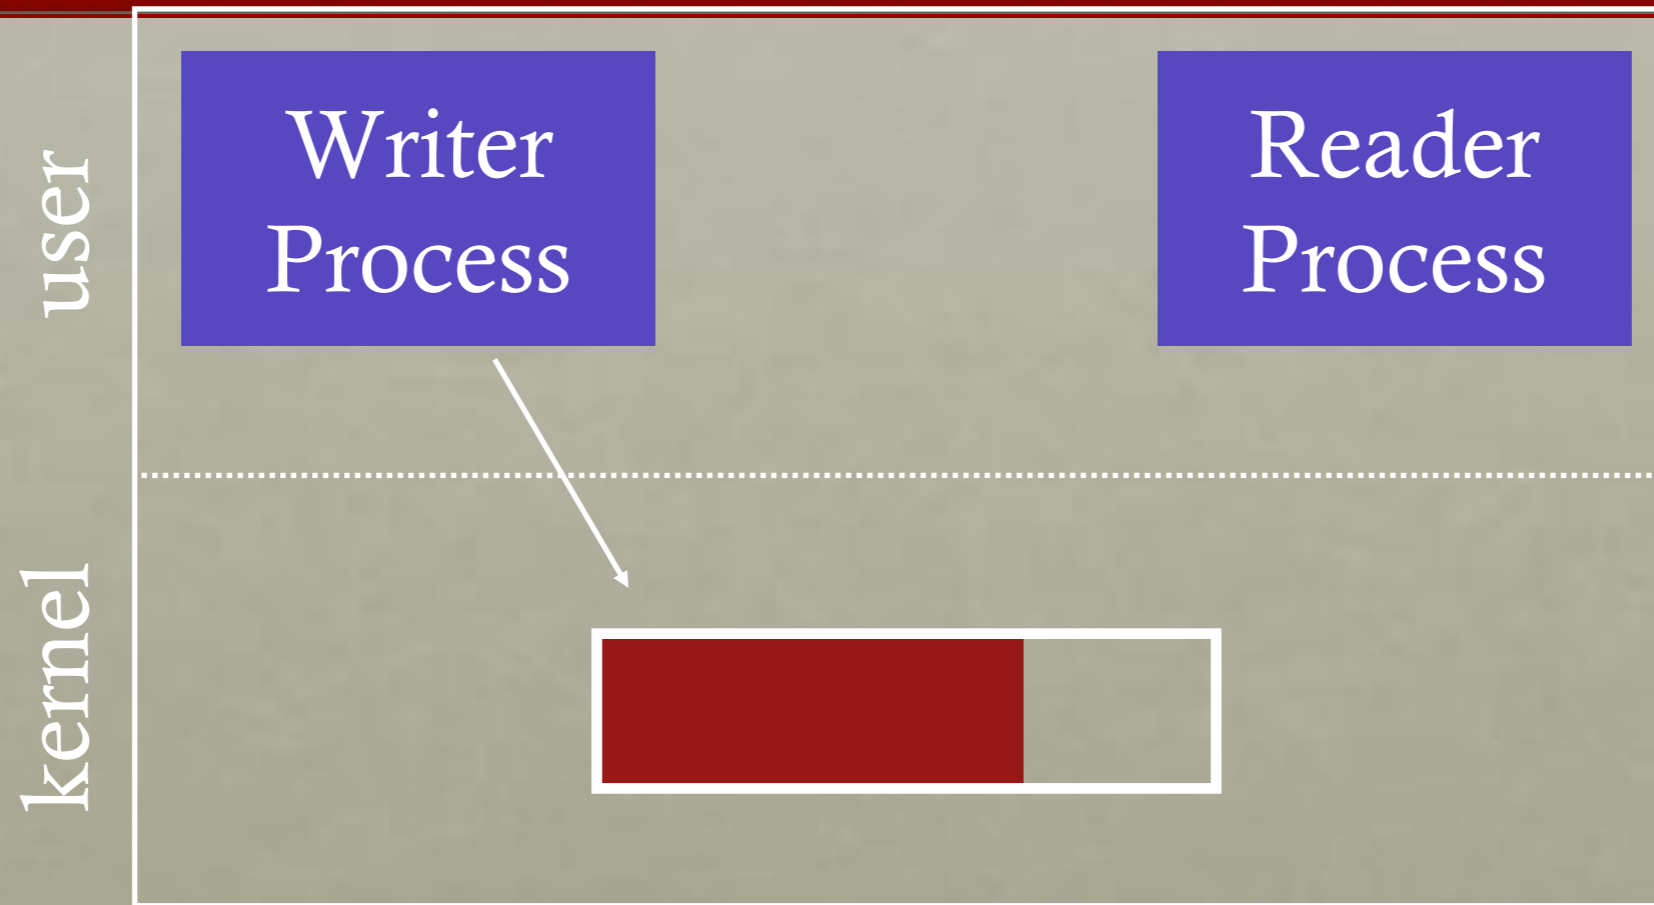 user
Writer
Process
Reader
Process
kernel